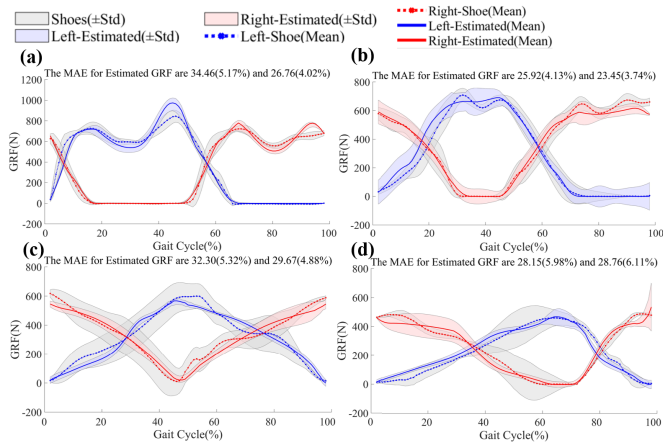 Shoes(±Std) Right-Estimated(±Std) Right-Shoe(Mean)
Left-Estimated(±Std) Left-Shoe(Mean) Left-Estimated(Mean)
Right-Estimated(Mean)
(a)
The MAE for Estimated GRF are 34.46(5.17%) and 26.76(4.02%)
1200
1000
800
600
400
200
0
-200
GRF(N)
0 20 40 60 80 100
Gait Cycle(%)
(b)
The MAE for Estimated GRF are 25.92(4.13%) and 23.45(3.74%)
800
600
400
200
0
-200
GRF(N)
0 20 40 60 80 100
Gait Cycle(%)
(c)
The MAE for Estimated GRF are 32.30(5.32%) and 29.67(4.88%)
800
600
400
200
0
-200
GRF(N)
0 20 40 60 80 100
Gait Cycle(%)
(d)
The MAE for Estimated GRF are 28.15(5.98%) and 28.76(6.11%)
800
600
400
200
0
-200
GRF(N)
0 20 40 60 80 100
Gait Cycle(%)